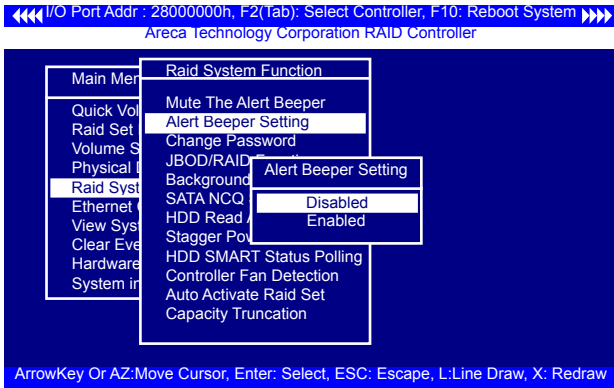 I/O Port Addr : 28000000h, F2(Tab): Select Controller, F10: Reboot System
Areca Technology Corporation RAID Controller
Main Men
Quick Vol
Raid Set
Volume S
Physical D
Raid Syst
Ethernet
View Syst
Clear Eve
Hardware
System in
Raid System Function
Mute The Alert Beeper
Alert Beeper Setting
Change Password
JBOD/RAID
Background
SATA NCQ
HDD Read A
Stagger Pow
HDD SMART Status Polling
Controller Fan Detection
Auto Activate Raid Set
Capacity Truncation
Alert Beeper Setting
Disabled
Enabled
ArrowKey Or AZ:Move Cursor, Enter: Select, ESC: Escape, L:Line Draw, X: Redraw